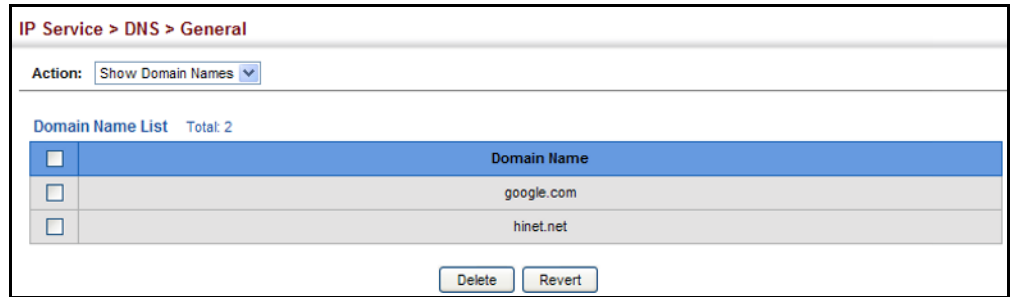 IP Service > DNS > General
Action: Show Domain Names
Domain Name List Total: 2
Domain Name
google.com
hinet.net
Delete Revert